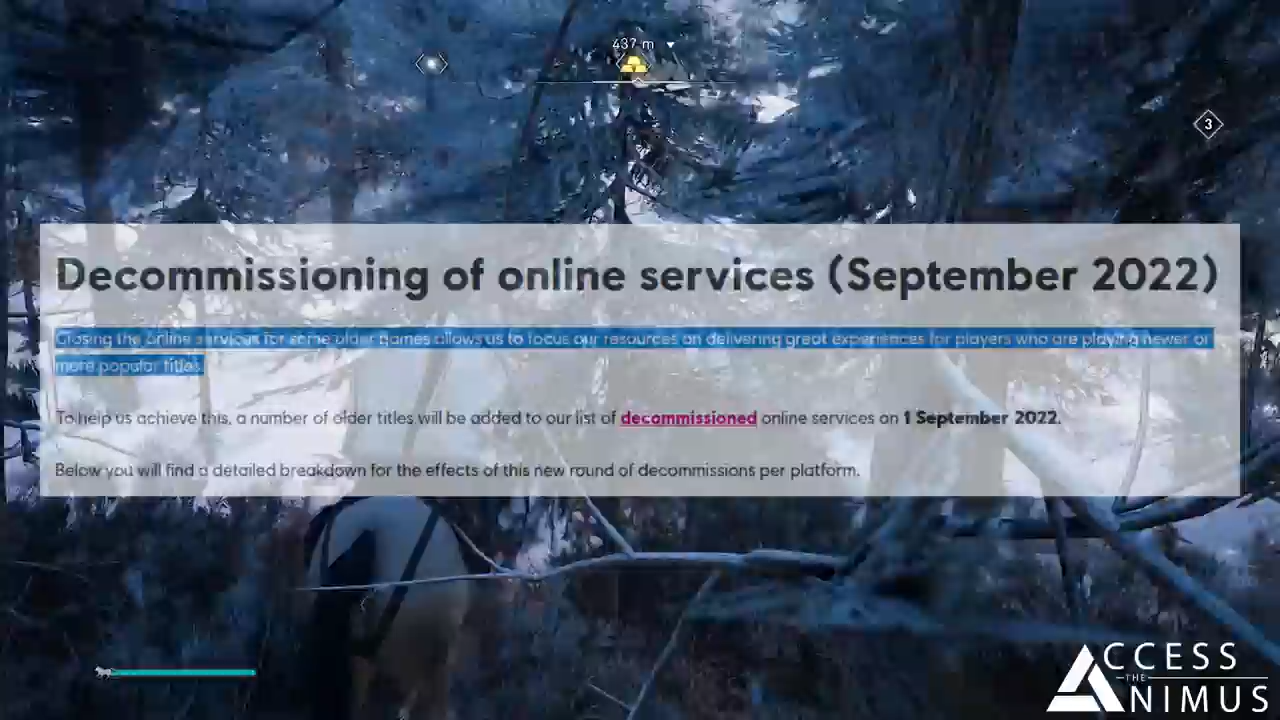 437 m
3
Decommissioning of online services (September 2022)
Closing the online services for some older games allows us to focus our resources on delivering great experiences for players who are playing newer or
more popular titles.
To help us achieve this, a number of older titles will be added to our list of decommissioned online services on 1 September 2022.
Below you will find a detailed breakdown for the effects of this new round of decommissions per platform.
ACCESS
THE
ANIMUS